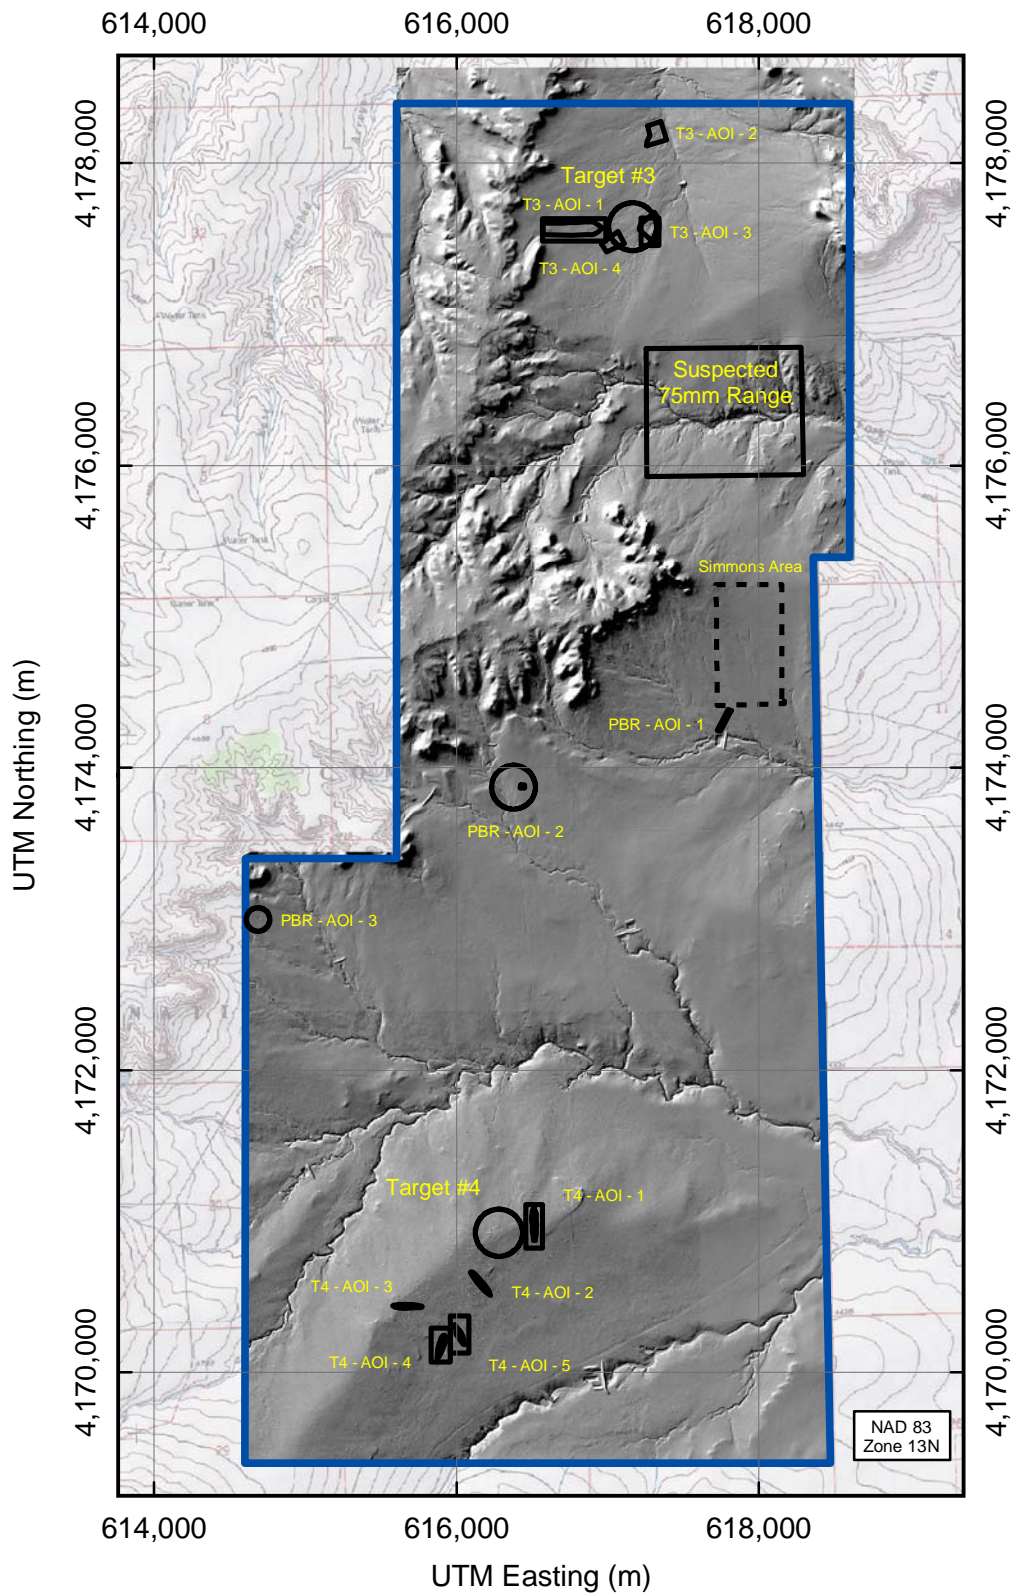 614,000
616,000
618,000
4,178,000
4,178,000
T3 - AOI - 2
Target #3
T3 - AOI - 1
T3 - AOI - 3
T3 - AOI - 4
Suspected
75mm Range
4,176,000
4,176,000
Simmons Area
UTM Northing (m)
PBR - AOI - 1
4,174,000
4,174,000
PBR - AOI - 2
PBR - AOI - 3
4,172,000
4,172,000
Target #4
T4 - AOI - 1
T4 - AOI - 3
T4 - AOI - 2
T4 - AOI - 4
T4 - AOI - 5
4,170,000
4,170,000
NAD 83
Zone 13N
614,000
616,000
618,000
UTM Easting (m)